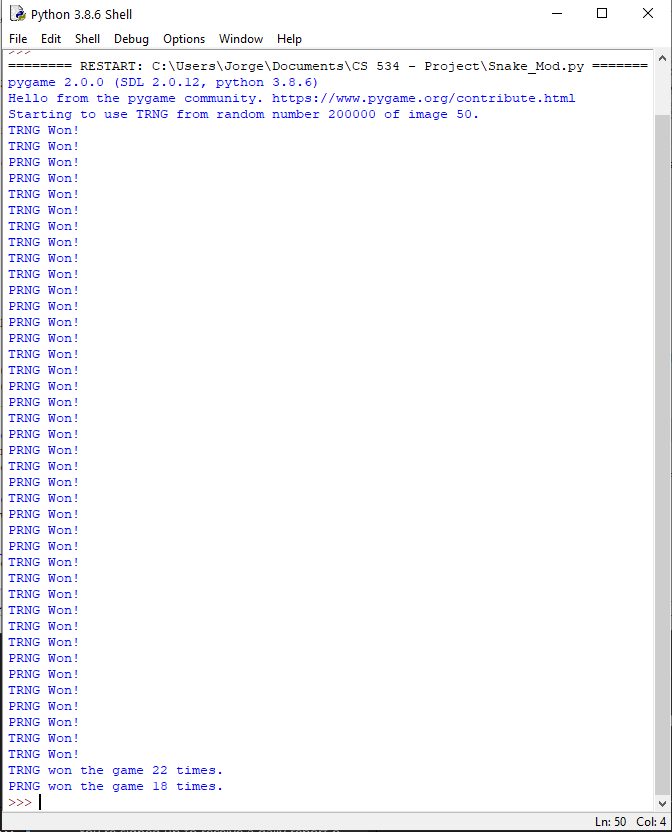 Python 3.8.6 Shell
File Edit Shell Debug Options Window Help
>>>
======== RESTART: C:\Users\Jorge\Documents\CS 534 - Project\Snake_Mod.py =======
pygame 2.0.0 (SDL 2.0.12, python 3.8.6)
Hello from the pygame community. https://www.pygame.org/contribute.html
Starting to use TRNG from random number 200000 of image 50.
TRNG Won!
TRNG Won!
PRNG Won!
PRNG Won!
TRNG Won!
TRNG Won!
TRNG Won!
TRNG Won!
TRNG Won!
TRNG Won!
PRNG Won!
PRNG Won!
PRNG Won!
PRNG Won!
TRNG Won!
TRNG Won!
PRNG Won!
PRNG Won!
TRNG Won!
PRNG Won!
PRNG Won!
TRNG Won!
PRNG Won!
TRNG Won!
PRNG Won!
PRNG Won!
PRNG Won!
TRNG Won!
TRNG Won!
TRNG Won!
TRNG Won!
TRNG Won!
TRNG Won!
PRNG Won!
PRNG Won!
TRNG Won!
PRNG Won!
PRNG Won!
TRNG Won!
TRNG Won!
TRNG won the game 22 times.
PRNG won the game 18 times.
>>>
Ln: 50 Col: 4